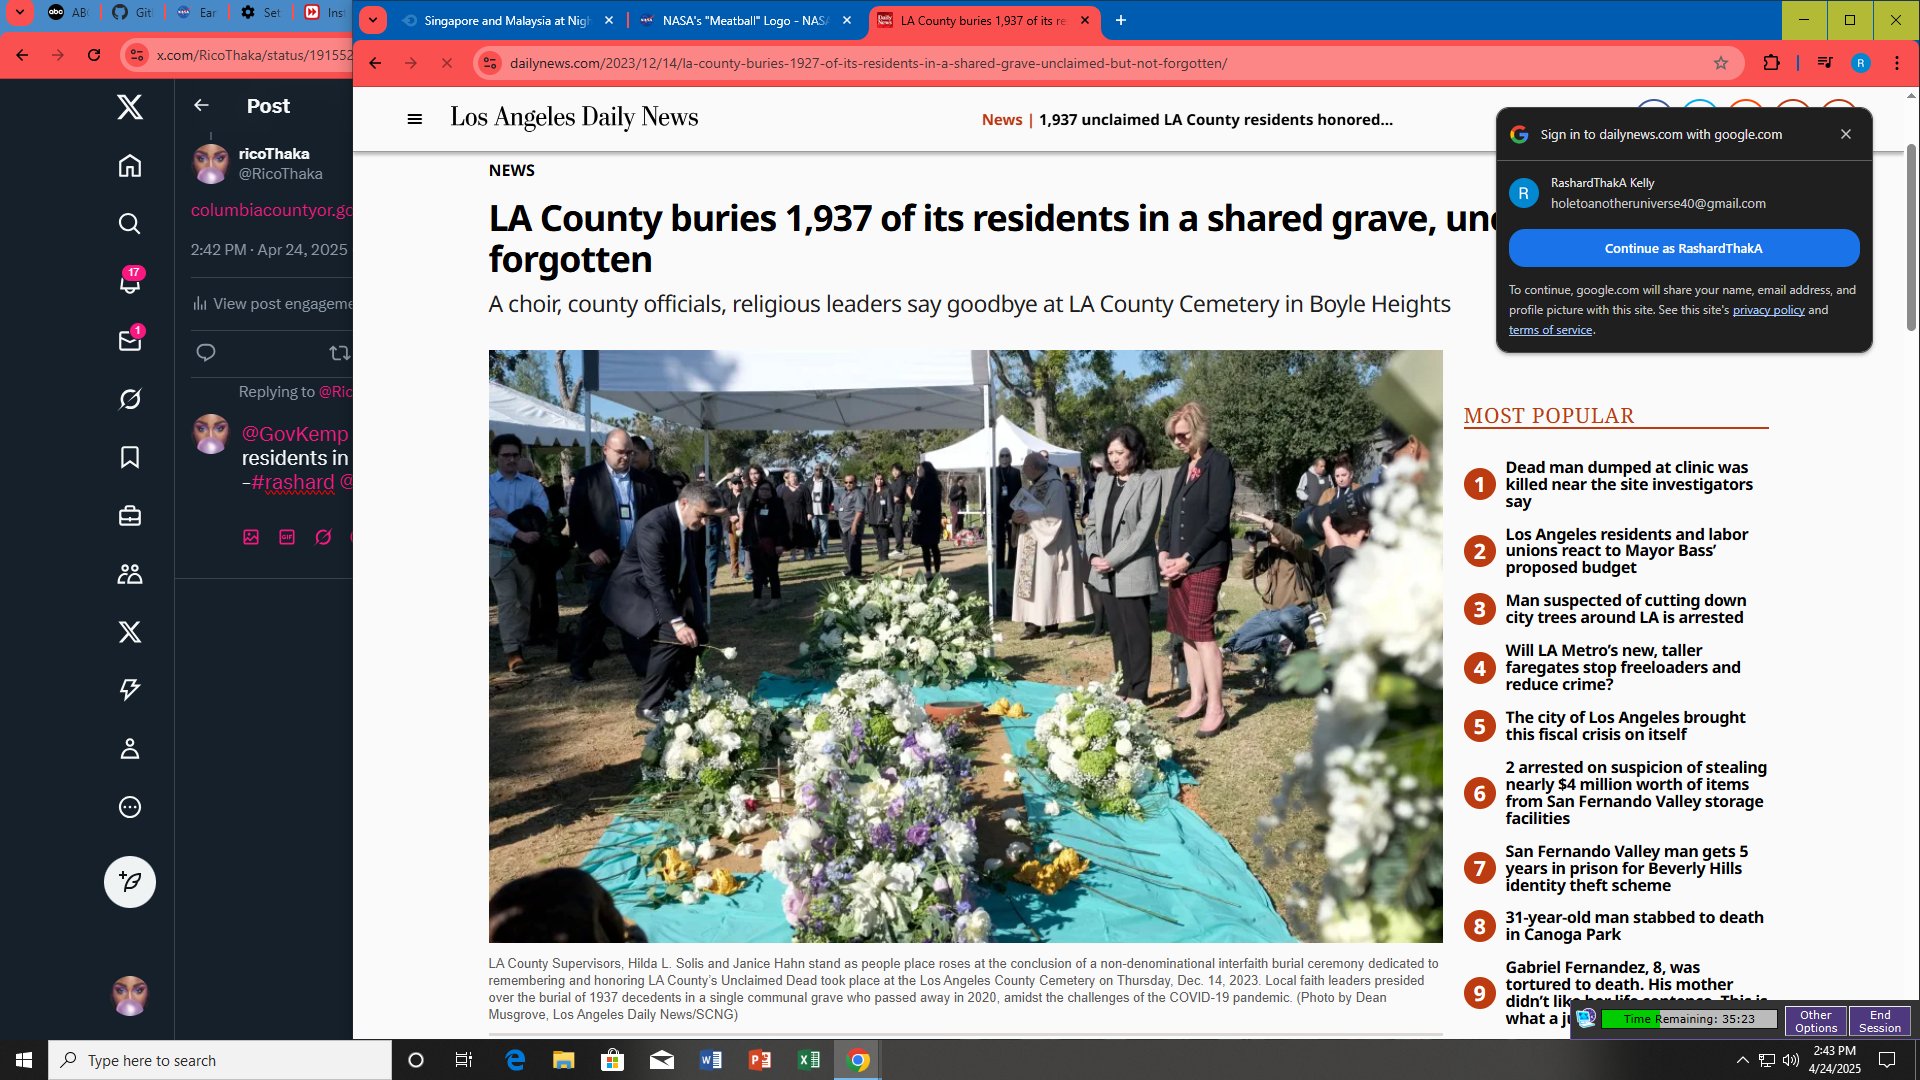 ABC
Gitl
Ear
Set
Inst
x.com/RicoThaka/status/191552
Post
ricoThaka
@RicoThaka
columbiacountyor.go
2:42 PM · Apr 24, 2025
View post engageme
Replying to @Ric
@GovKemp
residents in
-#rashard @
17
1
GIF
Singapore and Malaysia at Nigh
NASA's "Meatball" Logo - NASA
LA County buries 1,937 of its re
dailynews.com/2023/12/14/la-county-buries-1927-of-its-residents-in-a-shared-grave-unclaimed-but-not-forgotten/
R
Los Angeles Daily News
News | 1,937 unclaimed LA County residents honored...
NEWS
LA County buries 1,937 of its residents in a shared grave, unc
forgotten
A choir, county officials, religious leaders say goodbye at LA County Cemetery in Boyle Heights
LA County Supervisors, Hilda L. Solis and Janice Hahn stand as people place roses at the conclusion of a non-denominational interfaith burial ceremony dedicated to
remembering and honoring LA County's Unclaimed Dead took place at the Los Angeles County Cemetery on Thursday, Dec. 14, 2023. Local faith leaders presided
over the burial of 1937 decedents in a single communal grave who passed away in 2020, amidst the challenges of the COVID-19 pandemic. (Photo by Dean
Musgrove, Los Angeles Daily News/SCNG)
Sign in to dailynews.com with google.com
R
RashardThakA Kelly
holetoanotheruniverse40@gmail.com
Continue as RashardThakA
To continue, google.com will share your name, email address, and
profile picture with this site. See this site's privacy policy and
terms of service.
MOST POPULAR
1
Dead man dumped at clinic was
killed near the site investigators
say
2
Los Angeles residents and labor
unions react to Mayor Bass'
proposed budget
3
Man suspected of cutting down
city trees around LA is arrested
4
Will LA Metro's new, taller
faregates stop freeloaders and
reduce crime?
5
The city of Los Angeles brought
this fiscal crisis on itself
6
2 arrested on suspicion of stealing
nearly $4 million worth of items
from San Fernando Valley storage
facilities
7
San Fernando Valley man gets 5
years in prison for Beverly Hills
identity theft scheme
8
31-year-old man stabbed to death
in Canoga Park
9
Gabriel Fernandez, 8, was
tortured to death. His mother
didn't like her life sentence. This is
what a ju
Time Remaining: 35:23
Other
Options
End
Session
Type here to search
2:43 PM
4/24/2025